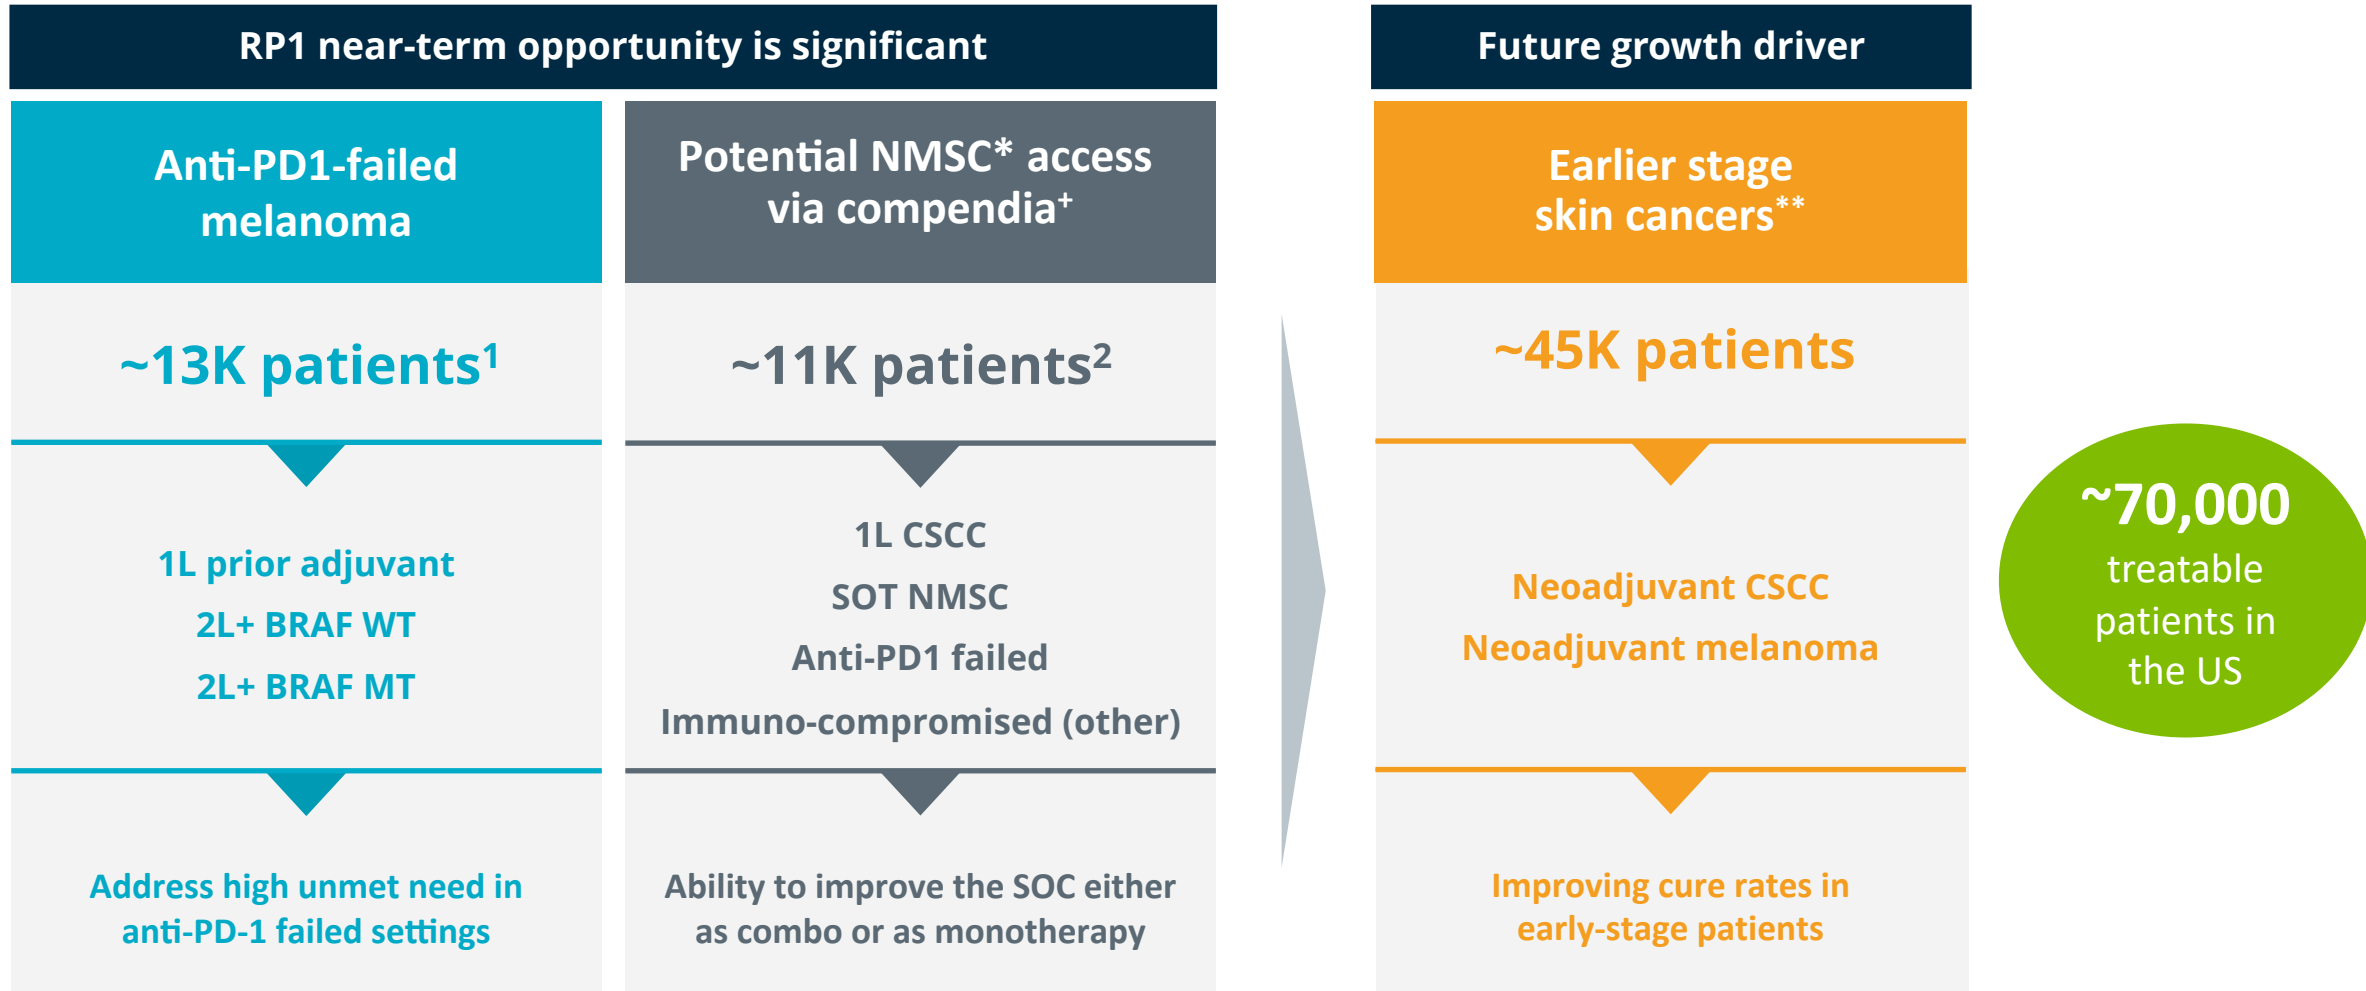 RP1 near-term opportunity is significant
Anti-PD1-failed
melanoma
~13K patients1
1L prior adjuvant
2L+ BRAF WT
2L+ BRAF MT
Address high unmet need in
anti-PD-1 failed settings
Potential NMSC* access
via compendia+
~11K patients2
1L CSCC
SOT NMSC
Anti-PD1 failed
Immuno-compromised (other)
Ability to improve the SOC either
as combo or as monotherapy
Future growth driver
Earlier stage
skin cancers**
~45K patients
Neoadjuvant CSCC
Neoadjuvant melanoma
Improving cure rates in
early-stage patients
~70,000
treatable
patients in
the US